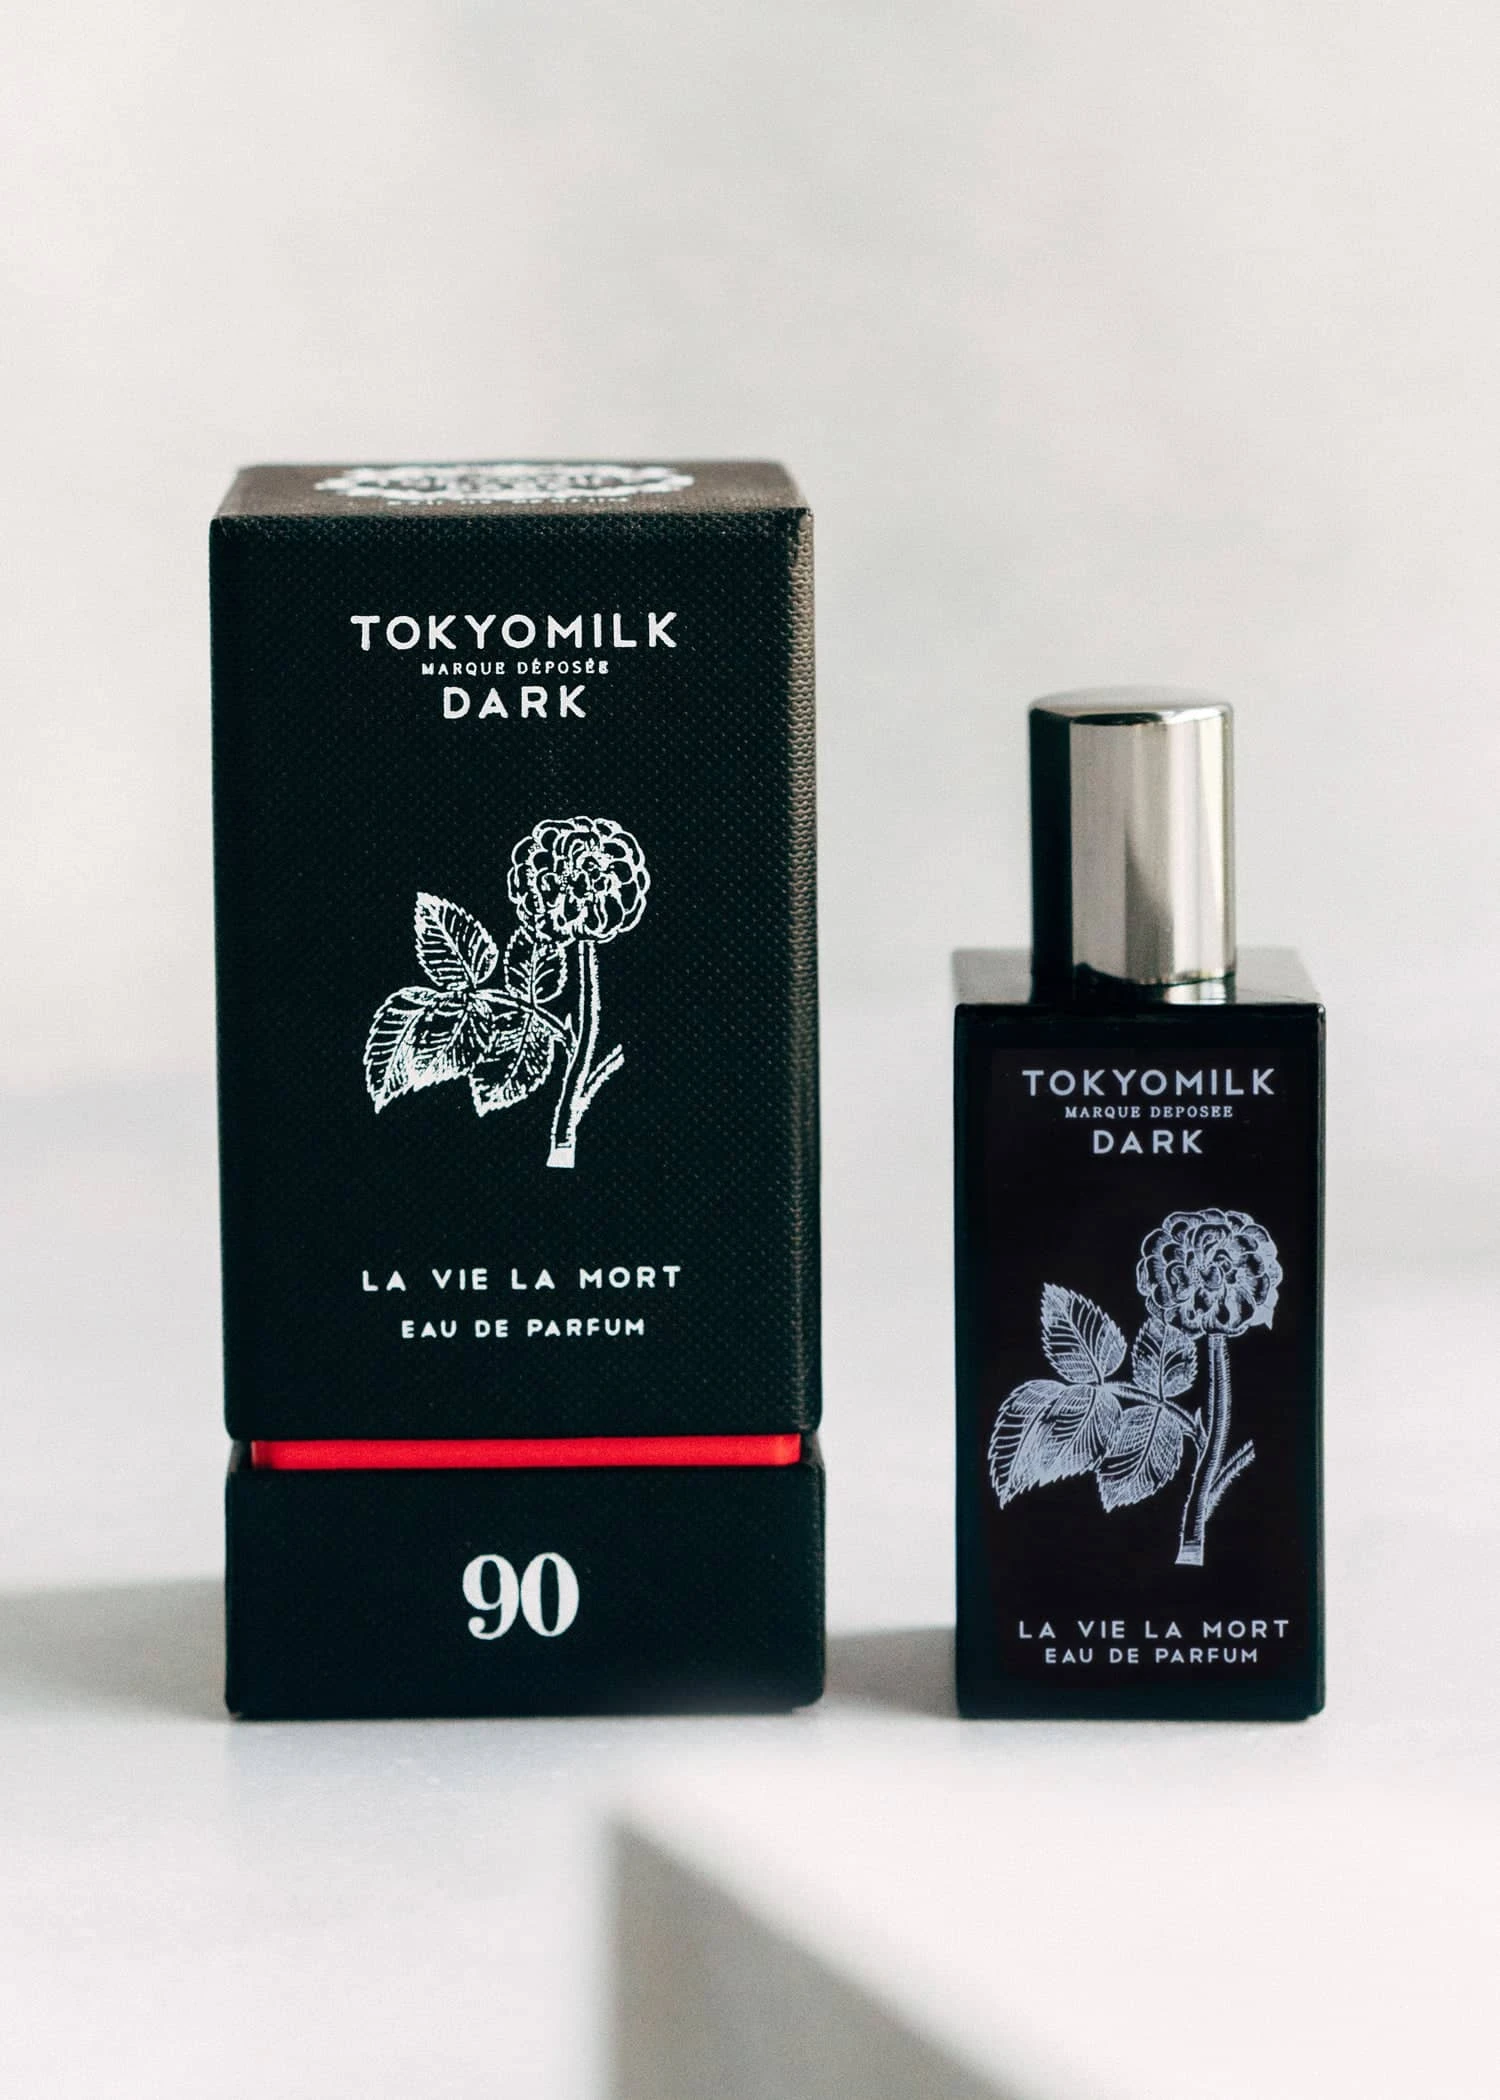 TOKYOMILK
MARQUE DÉPOSÉE
DARK
LA VIE LA MORT
EAU DE PARFUM
90
TOKYOMILK
MARQUE DEPOSEE
DARK
LA VIE LA MORT
EAU DE PARFUM